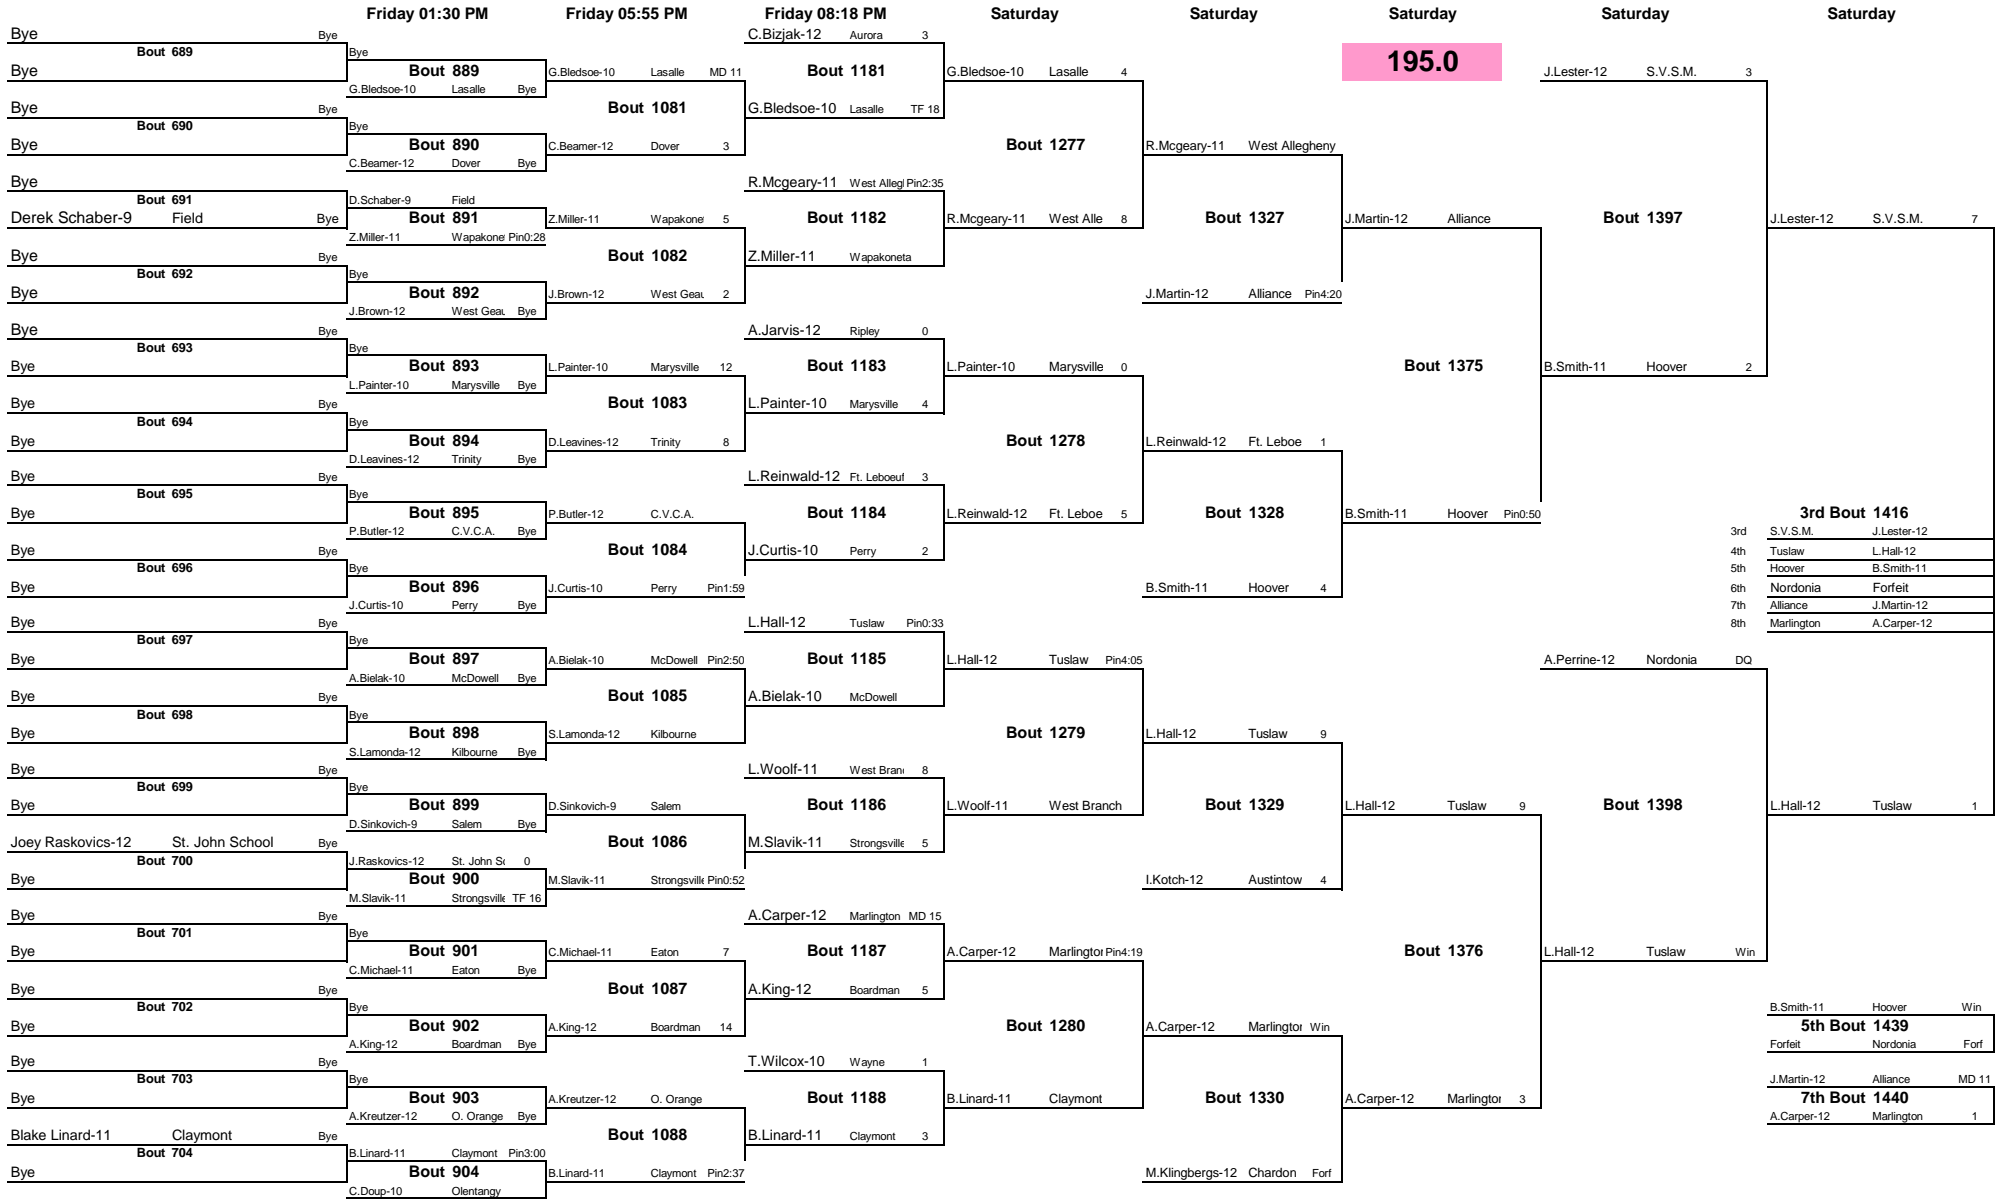 Friday 01:30 PM Friday 05:55 PM Friday 08:18 PM Saturday Saturday Saturday Saturday Saturday
195.0
Bye Bye
Bout 689
Bye
Bye Bye
Bout 690
Bye
Bye
Bout 691
Derek Schaber-9 Field Bye
Bye Bye
Bout 692
Bye
Bye Bye
Bout 693
Bye
Bye Bye
Bout 694
Bye
Bye Bye
Bout 695
Bye
Bye Bye
Bout 696
Bye
Bye Bye
Bout 697
Bye
Bye Bye
Bout 698
Bye
Bye Bye
Bout 699
Bye
Joey Raskovics-12 St. John School Bye
Bout 700
Bye
Bye Bye
Bout 701
Bye
Bye Bye
Bout 702
Bye
Bye Bye
Bout 703
Bye
Blake Linard-11 Claymont Bye
Bout 704
Bye
Bye
Bout 889
G.Bledsoe-10 Lasalle Bye
Bye
Bout 890
C.Beamer-12 Dover Bye
D.Schaber-9 Field
Bout 891
Z.Miller-11 Wapakone Pin0:28
Bye
Bout 892
J.Brown-12 West Geau Bye
Bye
Bout 893
L.Painter-10 Marysville Bye
Bye
Bout 894
D.Leavines-12 Trinity Bye
Bye
Bout 895
P.Butler-12 C.V.C.A. Bye
Bye
Bout 896
J.Curtis-10 Perry Bye
Bye
Bout 897
A.Bielak-10 McDowell Bye
Bye
Bout 898
S.Lamonda-12 Kilbourne Bye
Bye
Bout 899
D.Sinkovich-9 Salem Bye
J.Raskovics-12 St. John Sc 0
Bout 900
M.Slavik-11 Strongsville TF 16
Bye
Bout 901
C.Michael-11 Eaton Bye
Bye
Bout 902
A.King-12 Boardman Bye
Bye
Bout 903
A.Kreutzer-12 O. Orange Bye
B.Linard-11 Claymont Pin3:00
Bout 904
C.Doup-10 Olentangy
G.Bledsoe-10 Lasalle MD 11
Bout 1081
C.Beamer-12 Dover 3
Z.Miller-11 Wapakone 5
Bout 1082
J.Brown-12 West Geau 2
L.Painter-10 Marysville 12
Bout 1083
D.Leavines-12 Trinity 8
P.Butler-12 C.V.C.A.
Bout 1084
J.Curtis-10 Perry Pin1:59
A.Bielak-10 McDowell Pin2:50
Bout 1085
S.Lamonda-12 Kilbourne
D.Sinkovich-9 Salem
Bout 1086
M.Slavik-11 Strongsville Pin0:52
C.Michael-11 Eaton 7
Bout 1087
A.King-12 Boardman 14
A.Kreutzer-12 O. Orange
Bout 1088
B.Linard-11 Claymont Pin2:37
C.Bizjak-12 Aurora 3
Bout 1181
G.Bledsoe-10 Lasalle TF 18
R.Mcgeary-11 West Allegl Pin2:35
Bout 1182
Z.Miller-11 Wapakoneta
A.Jarvis-12 Ripley 0
Bout 1183
L.Painter-10 Marysville 4
L.Reinwald-12 Ft. Leboeuf 3
Bout 1184
J.Curtis-10 Perry 2
L.Hall-12 Tuslaw Pin0:33
Bout 1185
A.Bielak-10 McDowell
L.Woolf-11 West Branc 8
Bout 1186
M.Slavik-11 Strongsville 5
A.Carper-12 Marlington MD 15
Bout 1187
A.King-12 Boardman 5
T.Wilcox-10 Wayne 1
Bout 1188
B.Linard-11 Claymont 3
G.Bledsoe-10 Lasalle 4
Bout 1277
R.Mcgeary-11 West Alle 8
L.Painter-10 Marysville 0
Bout 1278
L.Reinwald-12 Ft. Leboe 5
L.Hall-12 Tuslaw Pin4:05
Bout 1279
L.Woolf-11 West Branch
A.Carper-12 Marlingtor Pin4:19
Bout 1280
B.Linard-11 Claymont
R.Mcgeary-11 West Allegheny
Bout 1327
J.Martin-12 Alliance Pin4:20
L.Reinwald-12 Ft. Leboe 1
Bout 1328
B.Smith-11 Hoover 4
L.Hall-12 Tuslaw 9
Bout 1329
I.Kotch-12 Austintow 4
A.Carper-12 Marlingtor Win
Bout 1330
M.Klingbergs-12 Chardon Forf
J.Martin-12 Alliance
Bout 1375
B.Smith-11 Hoover Pin0:50
L.Hall-12 Tuslaw 9
Bout 1376
A.Carper-12 Marlingtor 3
J.Lester-12 S.V.S.M. 3
Bout 1397
B.Smith-11 Hoover 2
A.Perrine-12 Nordonia DQ
Bout 1398
L.Hall-12 Tuslaw Win
J.Lester-12 S.V.S.M. 7
3rd Bout 1416
3rd S.V.S.M. J.Lester-12
4th Tuslaw L.Hall-12
5th Hoover B.Smith-11
6th Nordonia Forfeit
7th Alliance J.Martin-12
8th Marlington A.Carper-12
L.Hall-12 Tuslaw 1
B.Smith-11 Hoover Win
5th Bout 1439
Forfeit Nordonia Forf
J.Martin-12 Alliance MD 11
7th Bout 1440
A.Carper-12 Marlington 1